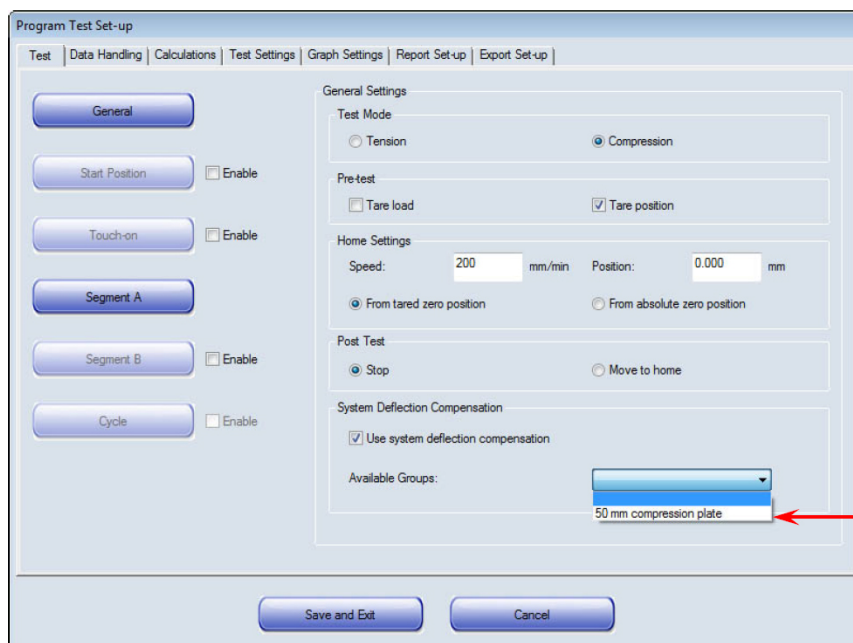 Program Test Set-up
Test Data Handling Calculations Test Settings Graph Settings Report Set-up Export Set-up
General
Start Position Enable
Touch-on Enable
Segment A
Segment B Enable
Cycle Enable
General Settings
Test Mode
Tension Compression
Pre-test
Tare load Tare position
Home Settings
Speed: 200 mm/min Position: 0.000 mm
From tared zero position From absolute zero position
Post Test
Stop Move to home
System Deflection Compensation
Use system deflection compensation
Available Groups:
50 mm compression plate
Save and Exit Cancel